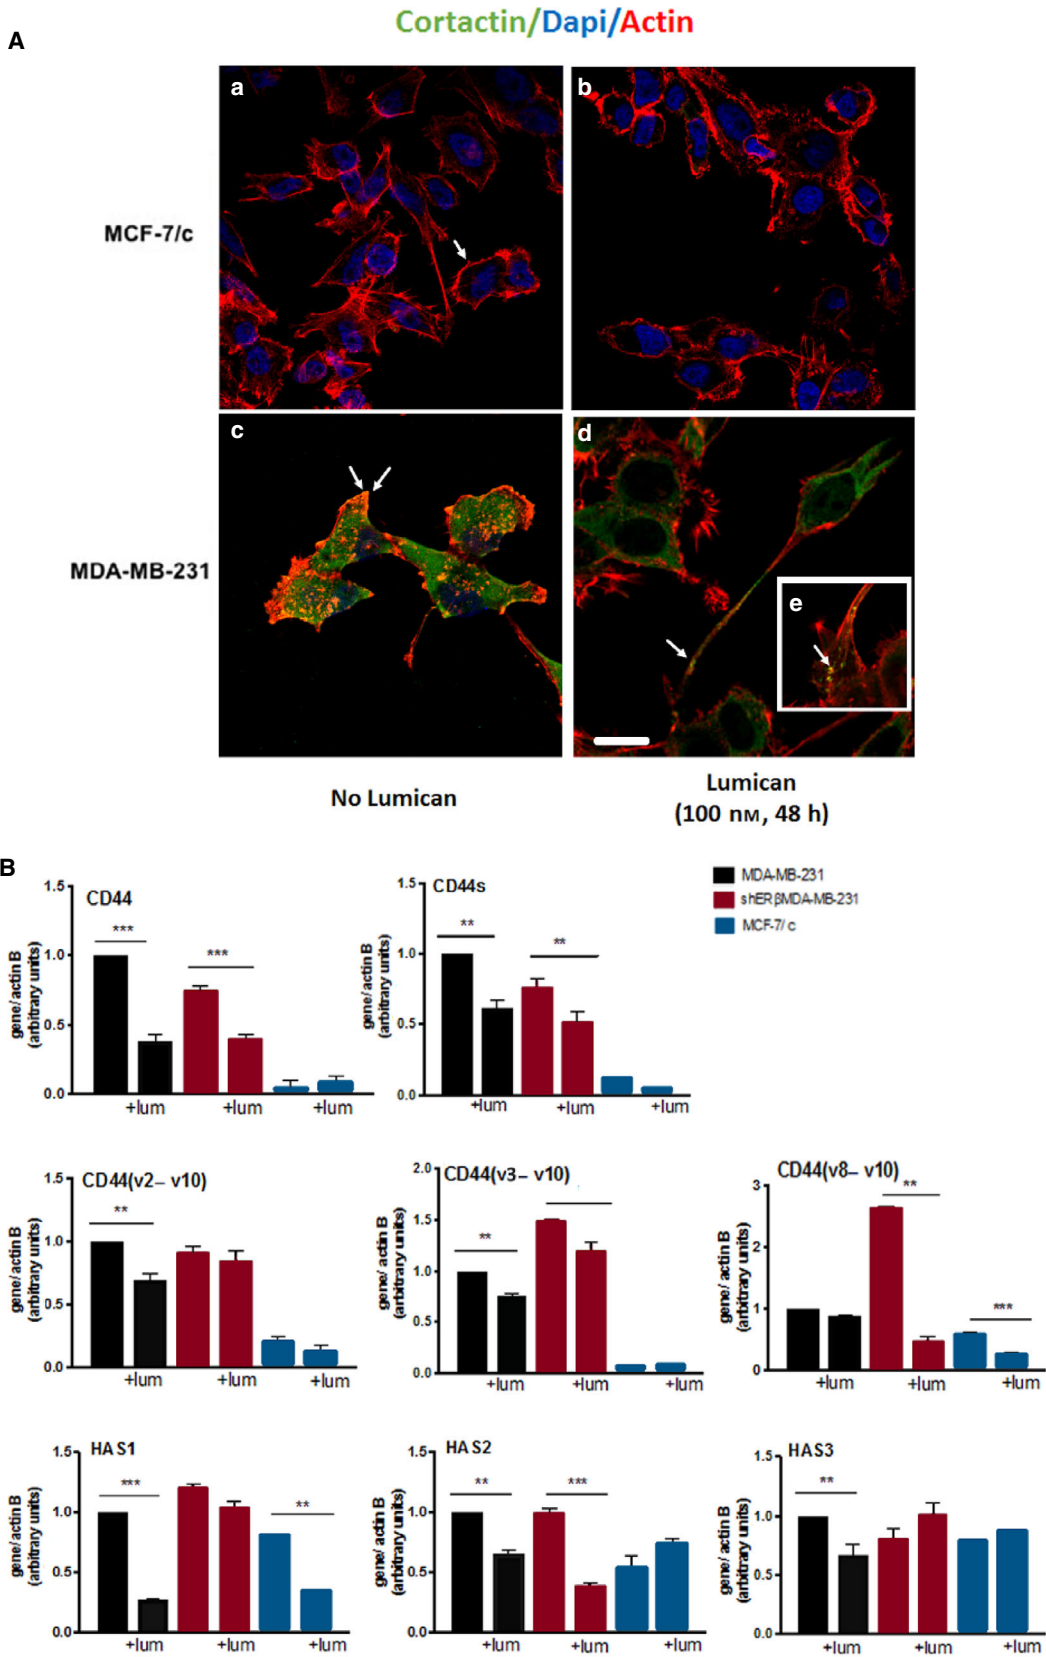 Cortactin/Dapi/Actin
A
a
b
MCF-7/c
c
d
MDA-MB-231
e
No Lumican
Lumican
(100 nM, 48 h)
B
MDA-MB-231
shERβMDA-MB-231
MCF-7/ c
CD44
gene/ actin B
(arbitrary units)
1.5
1.0
0.5
0.0
***
***
+lum
+lum
+lum
CD44s
gene/ actin B
(arbitrary units)
1.5
1.0
0.5
0.0
**
**
+lum
+lum
+lum
CD44(v2– v10)
gene/ actin B
(arbitrary units)
1.5
1.0
0.5
0.0
**
+lum
+lum
+lum
CD44(v3– v10)
gene/ actin B
(arbitrary units)
2.0
1.5
1.0
0.5
0.0
**
+lum
+lum
+lum
CD44(v8– v10)
gene/ actin B
(arbitrary units)
3
2
1
0
**
***
+lum
+lum
+lum
HAS1
gene/ actin B
(arbitrary units)
1.5
1.0
0.5
0.0
***
**
+lum
+lum
+lum
HAS2
gene/ actin B
(arbitrary units)
1.5
1.0
0.5
0.0
**
***
+lum
+lum
+lum
HAS3
gene/ actin B
(arbitrary units)
1.5
1.0
0.5
0.0
**
+lum
+lum